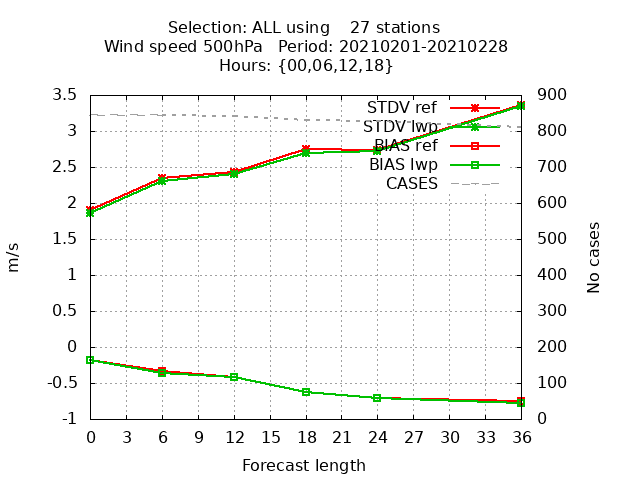 Selection: ALL using    27 stations
Wind speed 500hPa   Period: 20210201-20210228
Hours: {00,06,12,18}
3.5
3
2.5
2
1.5
1
0.5
0
-0.5
-1
m/s
STDV ref
STDV lwp
BIAS ref
BIAS lwp
CASES
900
800
700
600
500
400
300
200
100
0
No cases
0 3 6 9 12 15 18 21 24 27 30 33 36
Forecast length